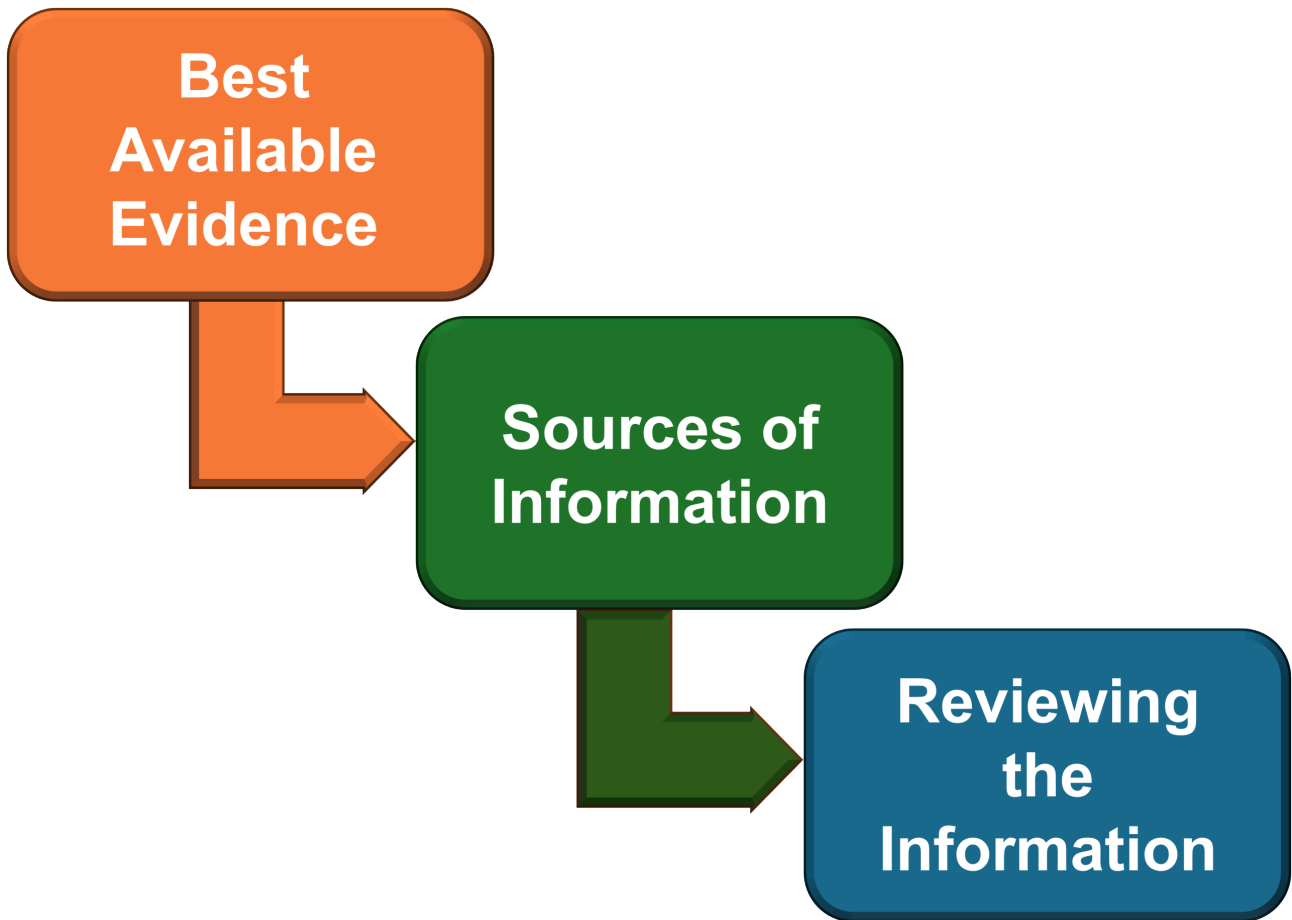 Best
Available
Evidence
Sources of
Information
Reviewing
the
Information